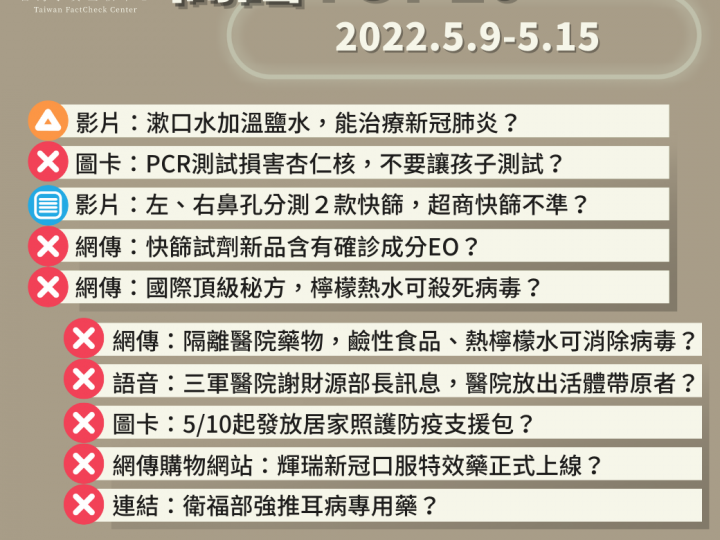 Taiwan FactCheck Center
2022.5.9-5.15
影片：漱口水加溫鹽水，能治療新冠肺炎？
圖卡：PCR測試損害杏仁核，不要讓孩子測試？
影片：左、右鼻孔分測２款快篩，超商快篩不準？
網傳：快篩試劑新品含有確診成分EO？
網傳：國際頂級秘方，檸檬熱水可殺死病毒？
網傳：隔離醫院藥物，鹼性食品、熱檸檬水可消除病毒？
語音：三軍醫院謝財源部長訊息，醫院放出活體帶原者？
圖卡：5/10起發放居家照護防疫支援包？
網傳購物網站：輝瑞新冠口服特效藥正式上線？
連結：衛福部強推耳病專用藥？